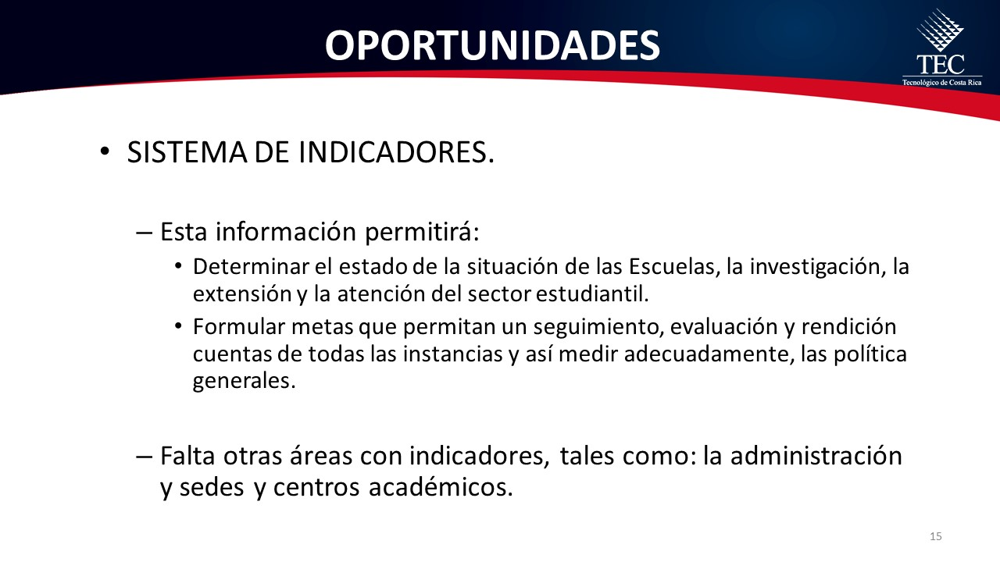 OPORTUNIDADES
TEC
Tecnológico de Costa Rica
• SISTEMA DE INDICADORES.
– Esta información permitirá:
• Determinar el estado de la situación de las Escuelas, la investigación, la
extensión y la atención del sector estudiantil.
• Formular metas que permitan un seguimiento, evaluación y rendición
cuentas de todas las instancias y así medir adecuadamente, las política
generales.
– Falta otras áreas con indicadores, tales como: la administración
y sedes y centros académicos.
15